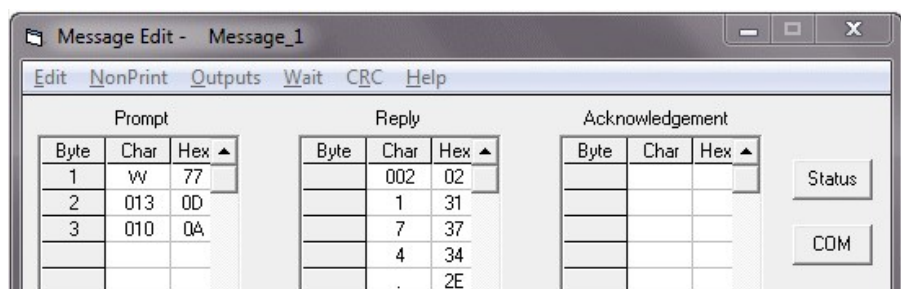 Message Edit - Message_1
Edit NonPrint Outputs Wait CRC Help
Prompt Reply Acknowledgement
Byte Char Hex Byte Char Hex Byte Char Hex
1 W 77 002 02
Status
2 013 0D 1 31
3 010 0A 7 37
COM
4 34
. 2E